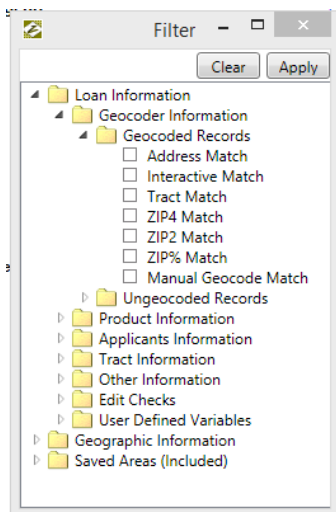 Filter
Clear Apply
Loan Information
Geocoder Information
Geocoded Records
Address Match
Interactive Match
Tract Match
ZIP4 Match
ZIP2 Match
ZIP% Match
Manual Geocode Match
Ungeocoded Records
Product Information
Applicants Information
Tract Information
Other Information
Edit Checks
User Defined Variables
Geographic Information
Saved Areas (Included)